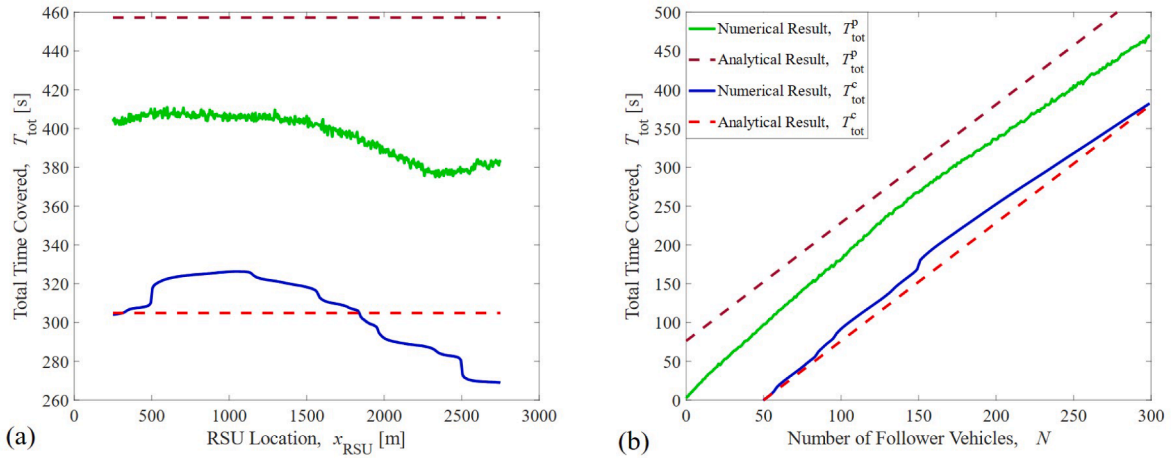 460
440
420
400
380
360
340
320
300
280
260
Total Time Covered, T_tot [s]
0 500 1000 1500 2000 2500 3000
RSU Location, x_RSU [m]
(a)
500
450
400
350
300
250
200
150
100
50
0
Total Time Covered, T_tot [s]
Numerical Result, T^p_tot
Analytical Result, T^p_tot
Numerical Result, T^c_tot
Analytical Result, T^c_tot
0 50 100 150 200 250 300
Number of Follower Vehicles, N
(b)